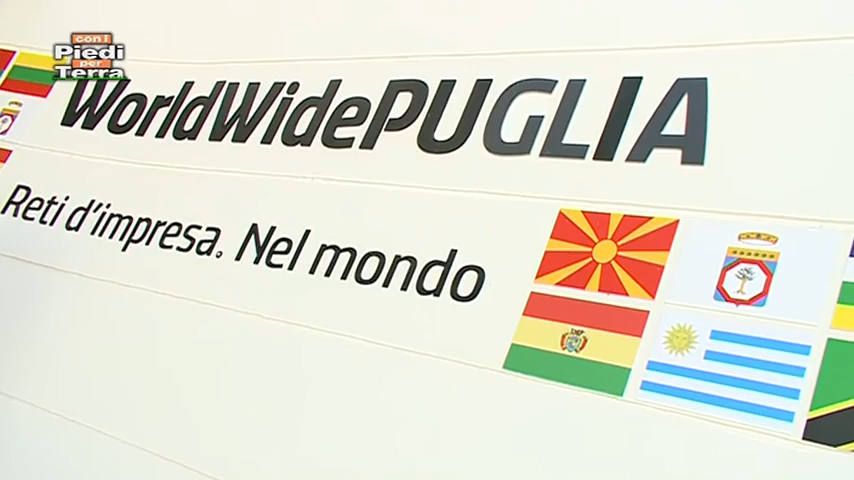 con i
Piedi
per
Terra
WorldWidePUGLIA
Reti d'impresa. Nel mondo